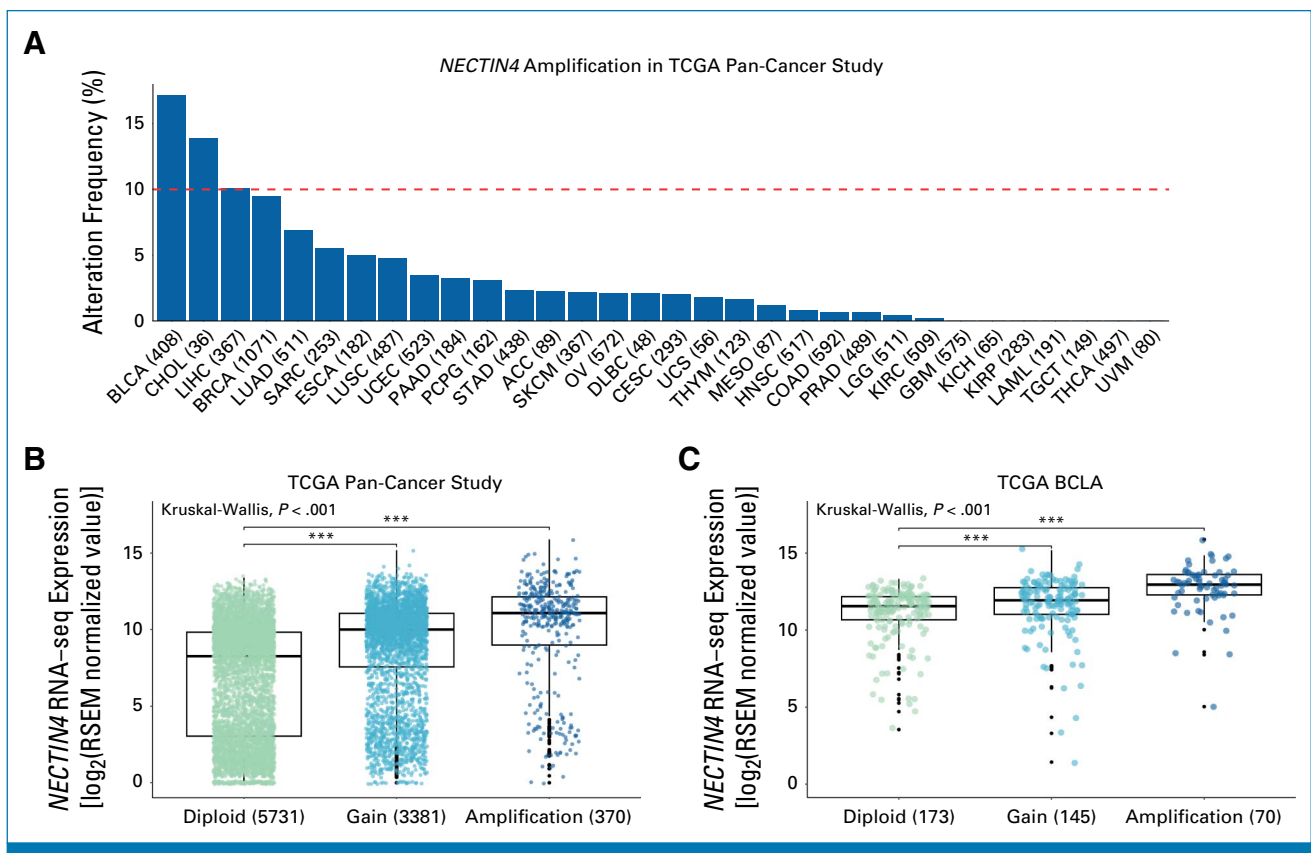 A
NECTIN4 Amplification in TCGA Pan-Cancer Study
Alteration Frequency (%)
15
10
5
0
BLCA (408)
CHOL (36)
LIHC (367)
BRCA (1071)
LUAD (511)
SARC (253)
ESCA (182)
LUSC (487)
UCEC (523)
PAAD (184)
PCPG (162)
STAD (438)
ACC (89)
SKCM (367)
OV (572)
DLBC (48)
CESC (293)
UCS (56)
THYM (123)
MESO (87)
HNSC (517)
COAD (592)
PRAD (489)
LGG (511)
KIRC (509)
GBM (575)
KICH (65)
KIRP (283)
LAML (191)
TGCT (149)
THCA (497)
UVM (80)
B
TCGA Pan-Cancer Study
NECTIN4 RNA–seq Expression
[log2(RSEM normalized value)]
Kruskal-Wallis, P < .001
***
***
15
10
5
0
Diploid (5731)
Gain (3381)
Amplification (370)
C
TCGA BCLA
NECTIN4 RNA–seq Expression
[log2(RSEM normalized value)]
Kruskal-Wallis, P < .001
***
***
15
10
5
0
Diploid (173)
Gain (145)
Amplification (70)